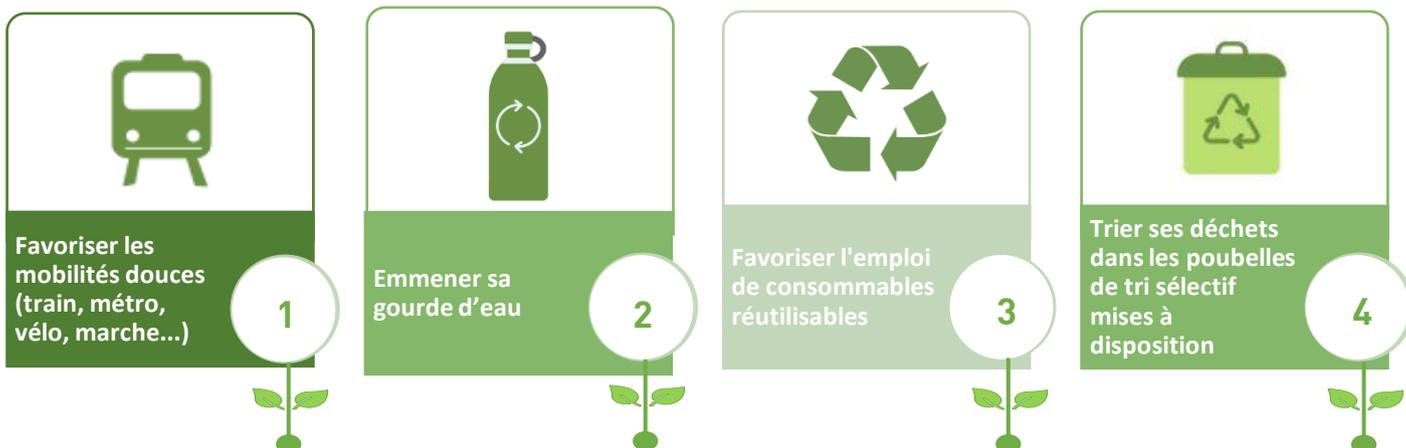 Favoriser les
mobilités douces
(train, métro,
vélo, marche...)
1
Emmener sa
gourde d’eau
2
Favoriser l'emploi
de consommables
réutilisables
3
Trier ses déchets
dans les poubelles
de tri sélectif
mises à
disposition
4